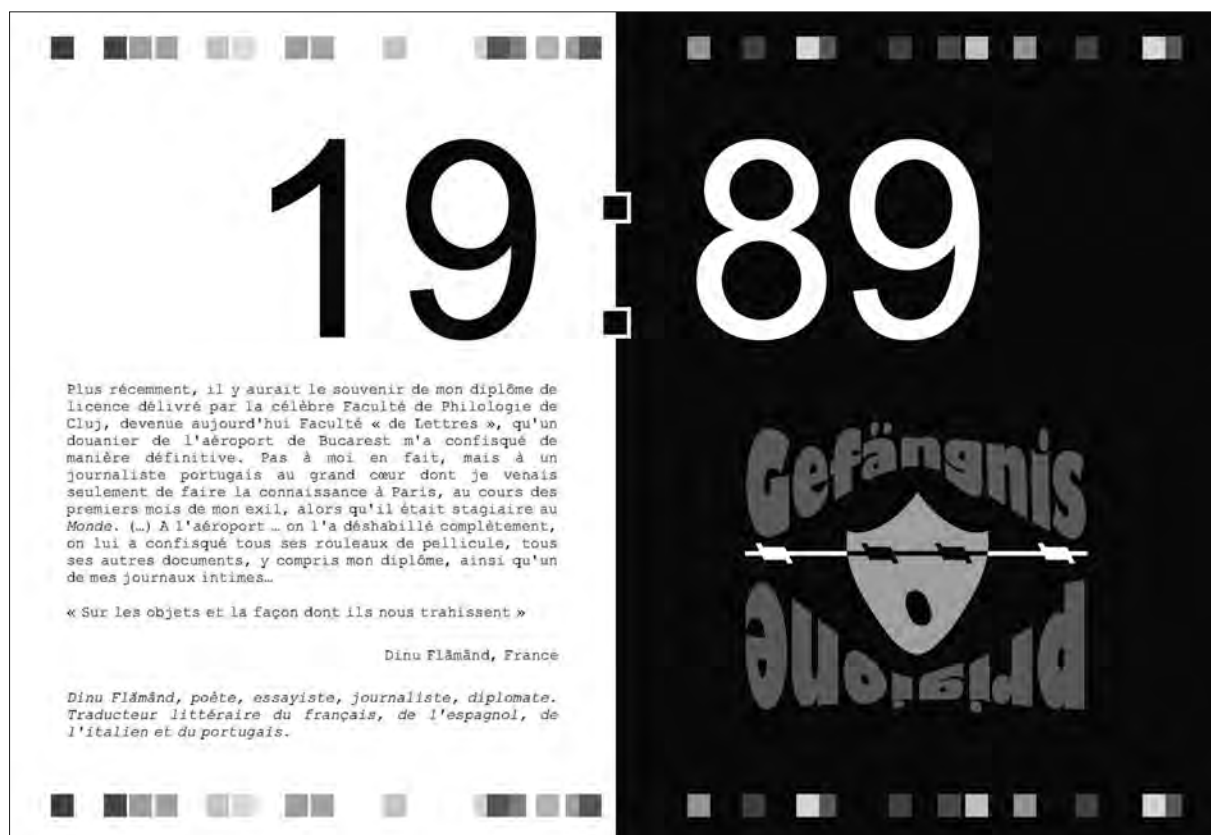 19:89
Plus récemment, il y aurait le souvenir de mon diplôme de
licence délivré par la célèbre Faculté de Philologie de
Cluj, devenue aujourd'hui Faculté « de Lettres », qu'un
douanier de l'aéroport de Bucarest m'a confisqué de
manière définitive. Pas à moi en fait, mais à un
journaliste portugais au grand cœur dont je venais
seulement de faire la connaissance à Paris, au cours des
premiers mois de mon exil, alors qu'il était stagiaire au
Monde. (…) A l'aéroport … on l'a déshabillé complètement,
on lui a confisqué tous ses rouleaux de pellicule, tous
ses autres documents, y compris mon diplôme, ainsi qu'un
de mes journaux intimes…
« Sur les objets et la façon dont ils nous trahissent »
Dinu Flămând, France
Dinu Flămând, poète, essayiste, journaliste, diplomate.
Traducteur littéraire du français, de l'espagnol, de
l'italien et du portugais.
Gefängnis
prigione